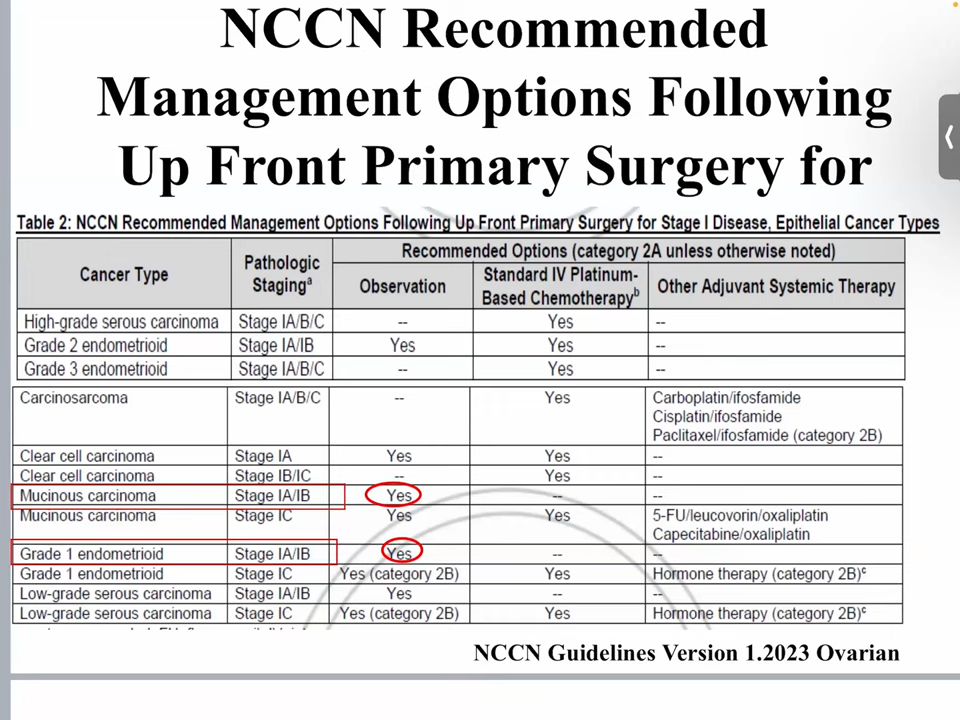 NCCN Recommended
Management Options Following
Up Front Primary Surgery for
Table 2: NCCN Recommended Management Options Following Up Front Primary Surgery for Stage I Disease, Epithelial Cancer Types
Cancer Type Pathologic Staginga Recommended Options (category 2A unless otherwise noted)
Observation Standard IV Platinum-Based Chemotherapyb Other Adjuvant Systemic Therapy
High-grade serous carcinoma Stage IA/B/C -- Yes --
Grade 2 endometrioid Stage IA/IB Yes Yes --
Grade 3 endometrioid Stage IA/B/C -- Yes --
Carcinosarcoma Stage IA/B/C -- Yes Carboplatin/ifosfamide
Cisplatin/ifosfamide
Paclitaxel/ifosfamide (category 2B)
Clear cell carcinoma Stage IA Yes Yes --
Clear cell carcinoma Stage IB/IC -- Yes --
Mucinous carcinoma Stage IA/IB Yes -- --
Mucinous carcinoma Stage IC Yes Yes 5-FU/leucovorin/oxaliplatin
Capecitabine/oxaliplatin
Grade 1 endometrioid Stage IA/IB Yes -- --
Grade 1 endometrioid Stage IC Yes (category 2B) Yes Hormone therapy (category 2B)c
Low-grade serous carcinoma Stage IA/IB Yes -- --
Low-grade serous carcinoma Stage IC Yes (category 2B) Yes Hormone therapy (category 2B)c
NCCN Guidelines Version 1.2023 Ovarian